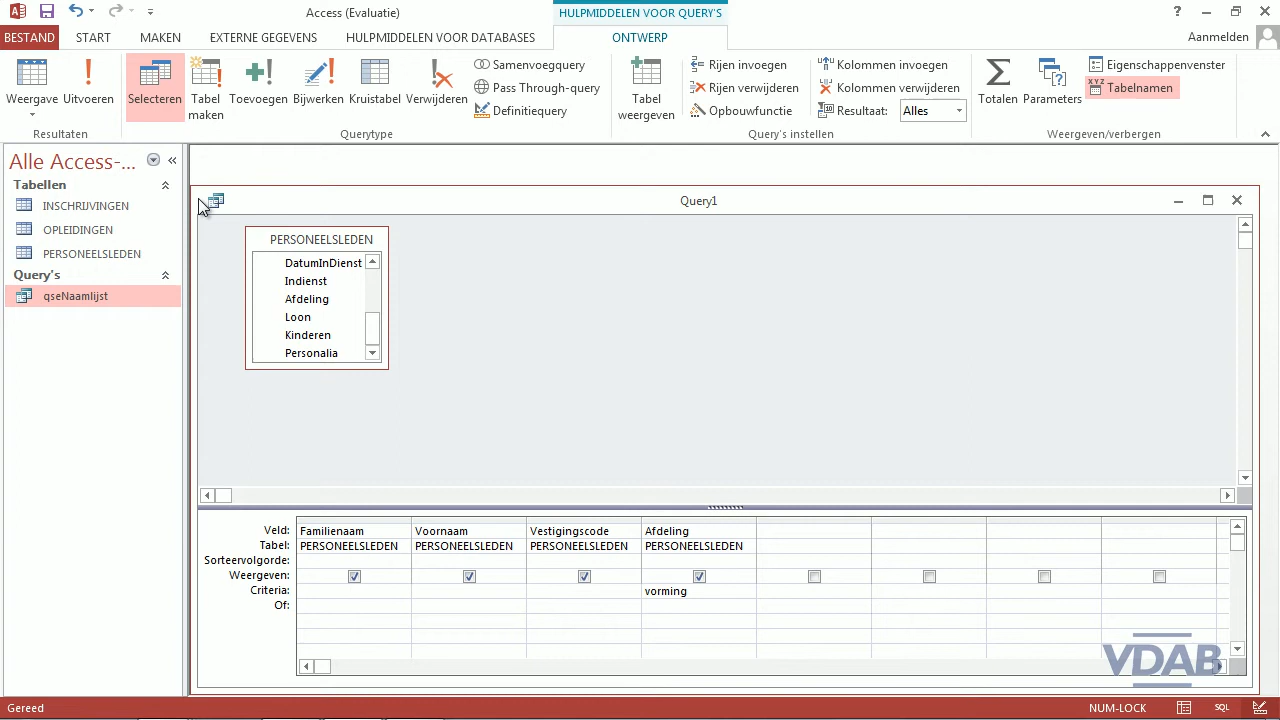 Access (Evaluatie)
HULPMIDDELEN VOOR QUERY'S
?
BESTAND START MAKEN EXTERNE GEGEVENS HULPMIDDELEN VOOR DATABASES ONTWERP Aanmelden
Weergave Uitvoeren
Resultaten
Selecteren Tabel maken Toevoegen Bijwerken Kruistabel Verwijderen
Samenvoegquery
Pass Through-query
Definitiequery
Querytype
Tabel weergeven
Rijen invoegen
Rijen verwijderen
Opbouwfunctie
Kolommen invoegen
Kolommen verwijderen
Resultaat: Alles
Query's instellen
Totalen Parameters
Eigenschappenvenster
XYZ Tabelnamen
Weergeven/verbergen
Alle Access-...
Tabellen
INSCHRIJVINGEN
OPLEIDINGEN
PERSONEELSLEDEN
Query's
qseNaamlijst
Query1
PERSONEELSLEDEN
DatumInDienst
Indienst
Afdeling
Loon
Kinderen
Personalia
Veld: Familienaam Voornaam Vestigingscode Afdeling
Tabel: PERSONEELSLEDEN PERSONEELSLEDEN PERSONEELSLEDEN PERSONEELSLEDEN
Sorteervolgorde:
Weergeven:
Criteria: vorming
Of:
VDAB
Gereed NUM-LOCK SQL